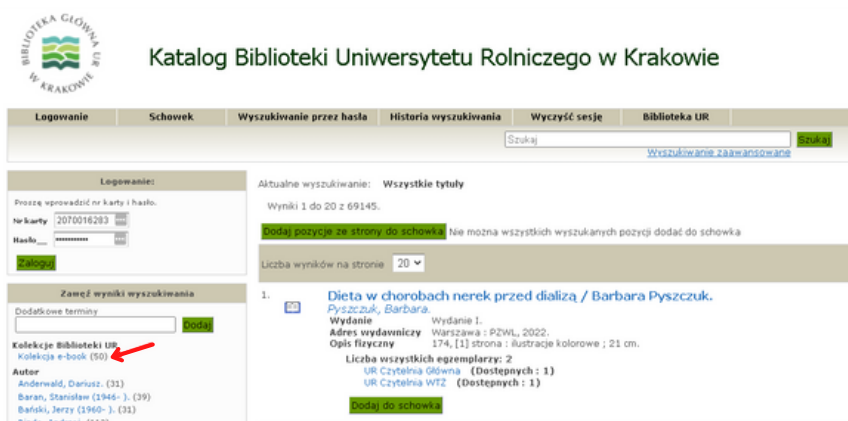 BIBLIOTEKA GŁÓWNA UR
W KRAKOWIE
Katalog Biblioteki Uniwersytetu Rolniczego w Krakowie
Logowanie Schowek Wyszukiwanie przez hasła Historia wyszukiwania Wyczyść sesję Biblioteka UR
Szukaj Szukaj
Wyszukiwanie zaawansowane
Logowanie:
Proszę wprowadzić nr karty i hasło.
Nr karty 2070016283
Hasło__ ••••••••••••
Zaloguj
Zawęź wyniki wyszukiwania
Dodatkowe terminy
Dodaj
Kolekcje Biblioteki UR
Kolekcja e-book (50)
Autor
Anderwald, Dariusz. (31)
Baran, Stanisław (1946- ). (39)
Bański, Jerzy (1960- ). (31)
Aktualne wyszukiwanie: Wszystkie tytuły
Wyniki 1 do 20 z 69145.
Dodaj pozycje ze strony do schowka Nie można wszystkich wyszukanych pozycji dodać do schowka
Liczba wyników na stronie 20
1. Dieta w chorobach nerek przed dializą / Barbara Pyszczuk.
Pyszczuk, Barbara.
Wydanie Wydanie I.
Adres wydawniczy Warszawa : PZWL, 2022.
Opis fizyczny 174, [1] strona : ilustracje kolorowe ; 21 cm.
Liczba wszystkich egzemplarzy: 2
UR Czytelnia Główna (Dostępnych : 1)
UR Czytelnia WTŻ (Dostępnych : 1)
Dodaj do schowka